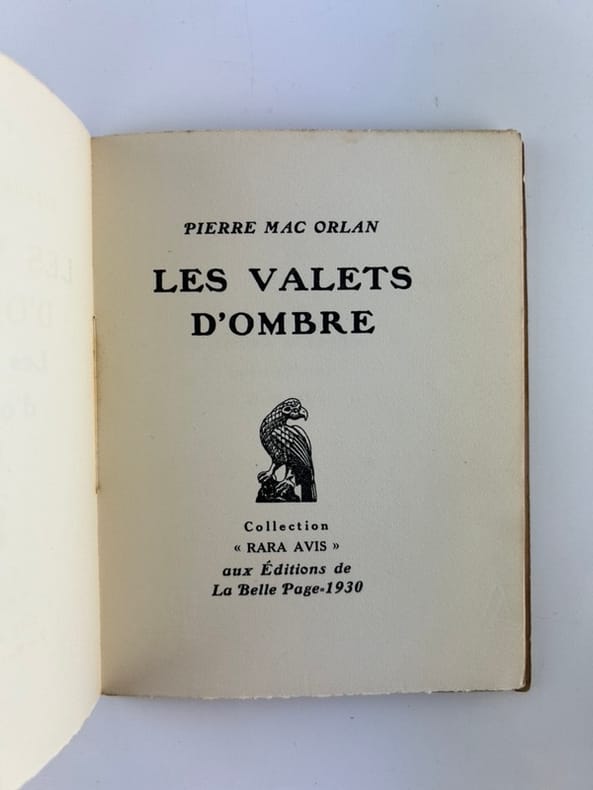 PIERRE MAC ORLAN
LES VALETS
D'OMBRE
Collection
« RARA AVIS »
aux Éditions de
La Belle Page-1930